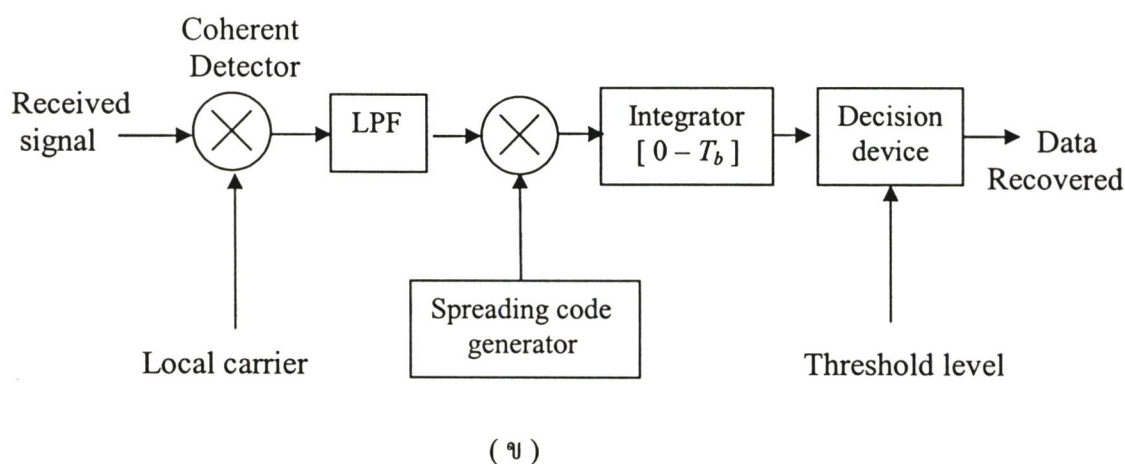 Coherent
Detector
Received
signal
LPF
Integrator
[ 0 – T_b ]
Decision
device
Data
Recovered
Spreading code
generator
Local carrier
Threshold level
( ข )